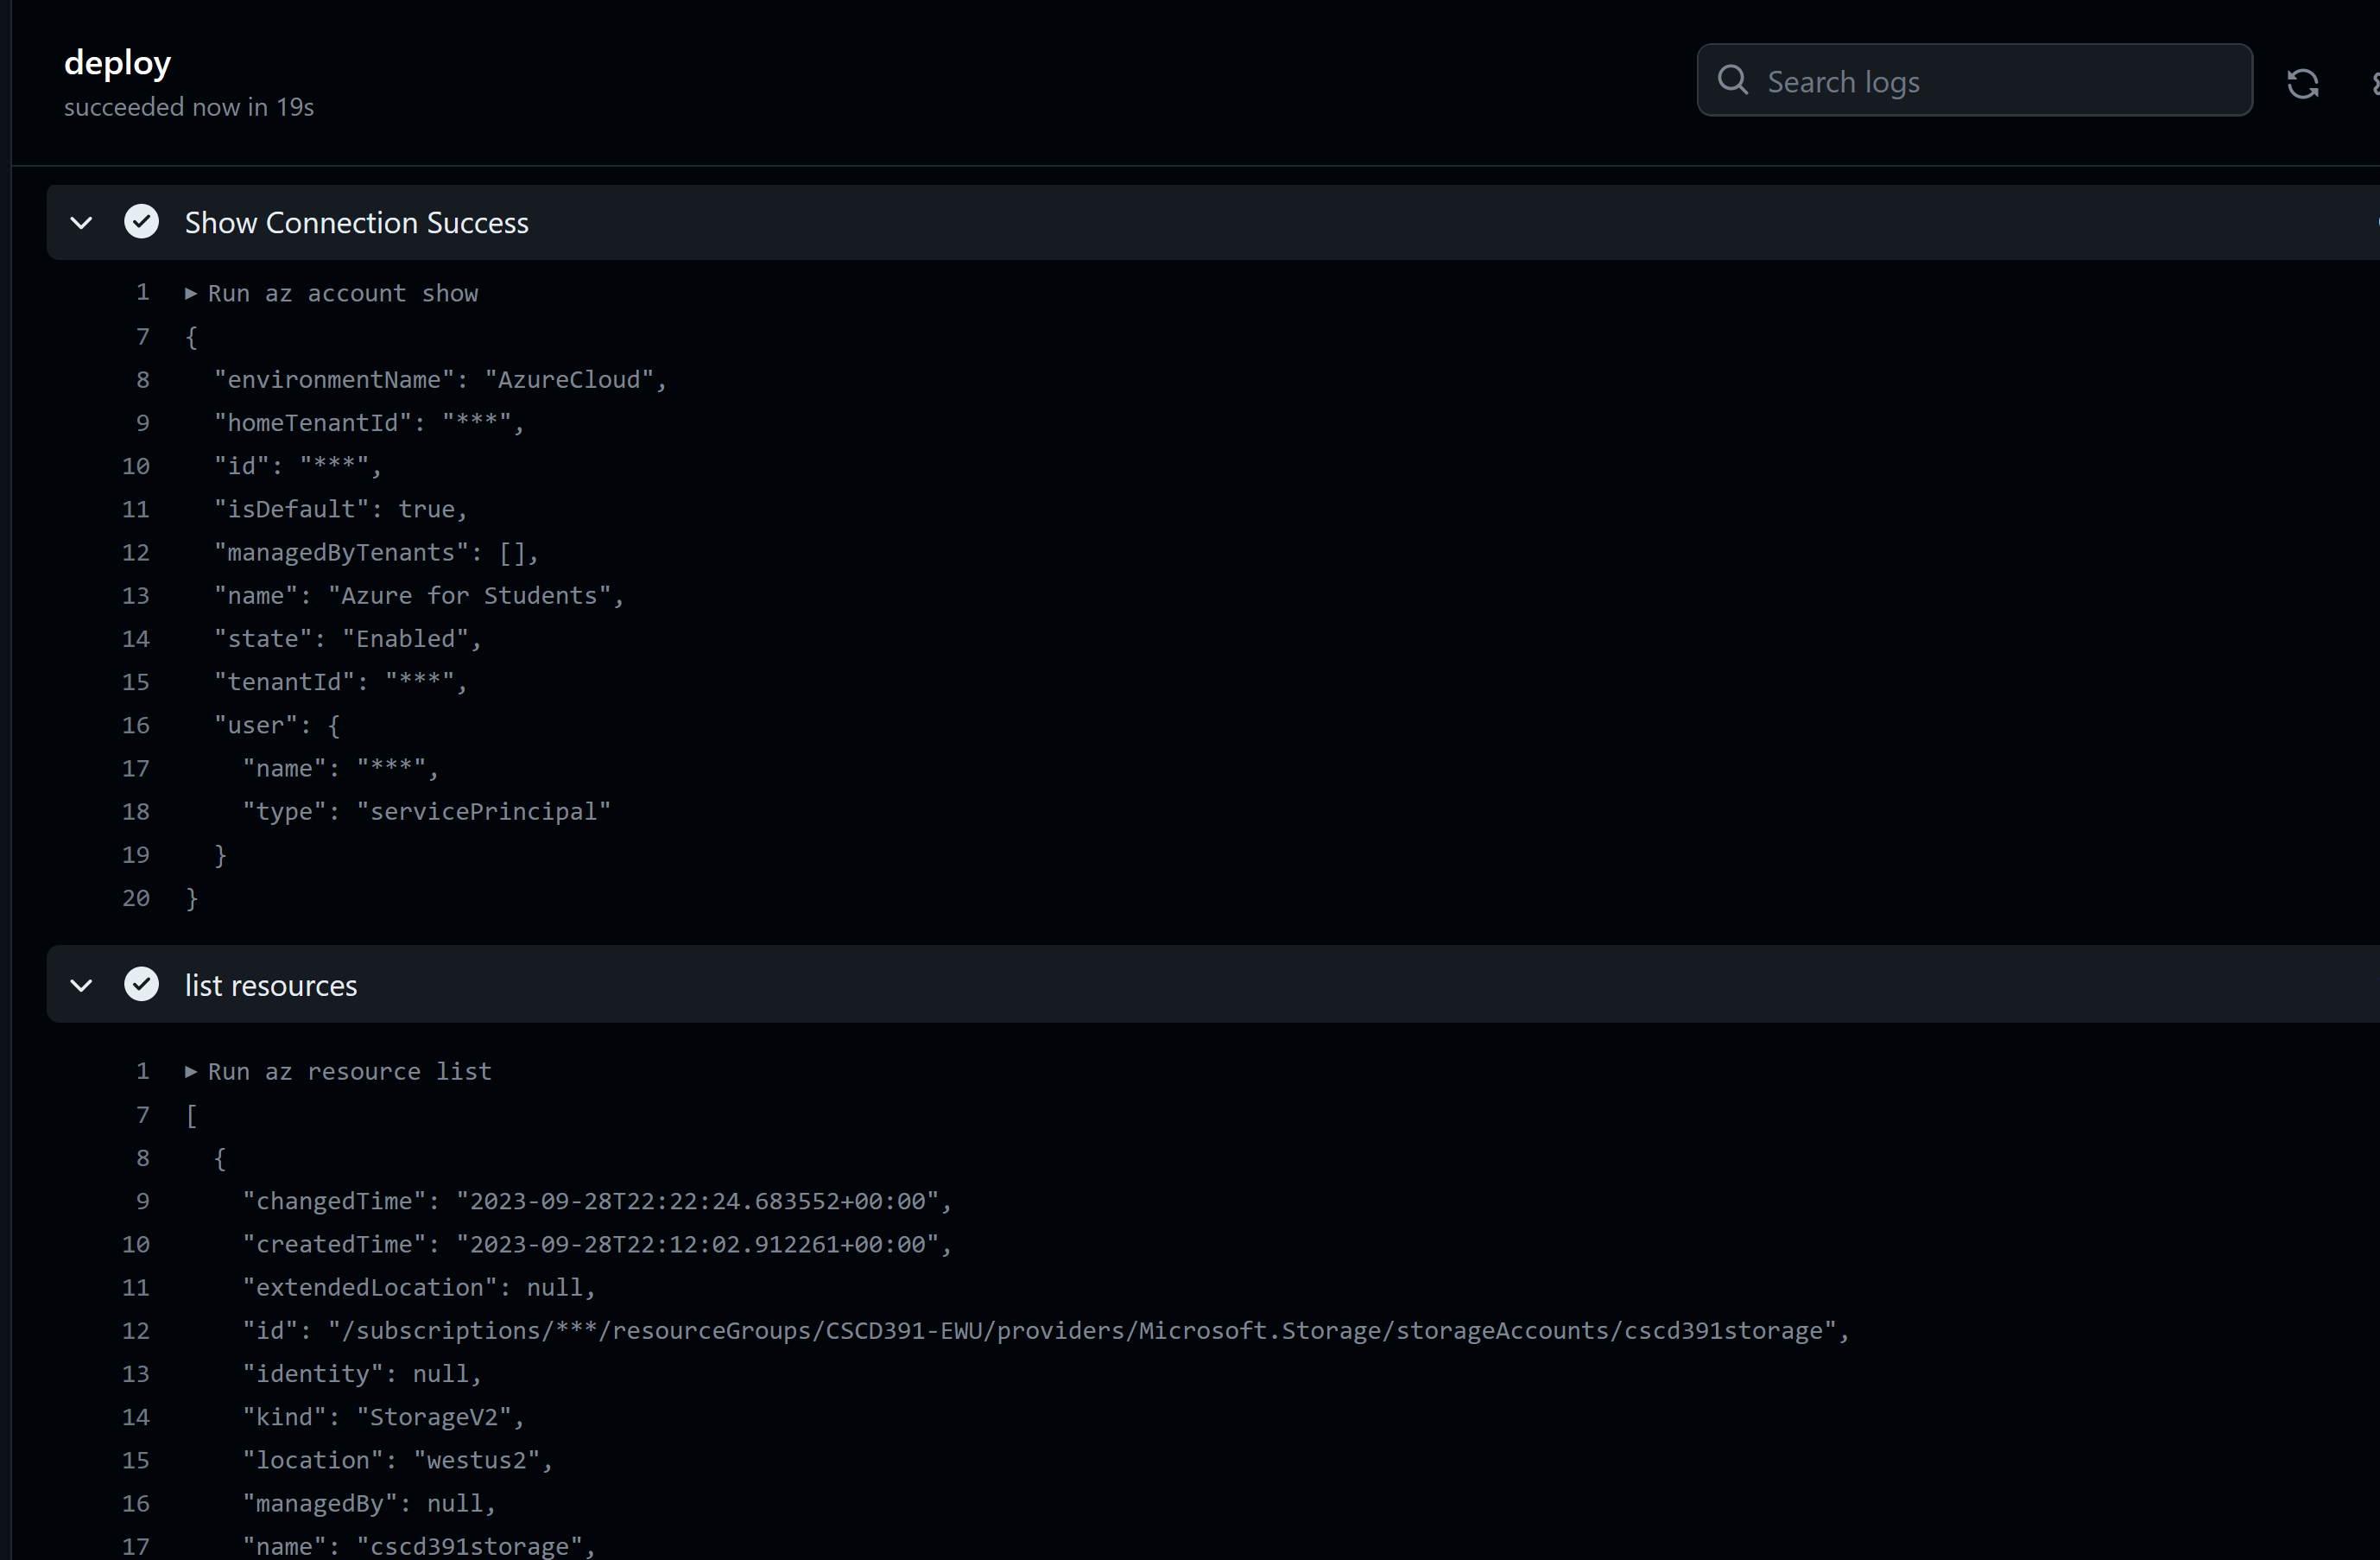 deploy
succeeded now in 19s
Search logs
Show Connection Success
1 ▶ Run az account show
7 {
8 "environmentName": "AzureCloud",
9 "homeTenantId": "***",
10 "id": "***",
11 "isDefault": true,
12 "managedByTenants": [],
13 "name": "Azure for Students",
14 "state": "Enabled",
15 "tenantId": "***",
16 "user": {
17 "name": "***",
18 "type": "servicePrincipal"
19 }
20 }
list resources
1 ▶ Run az resource list
7 [
8 {
9 "changedTime": "2023-09-28T22:22:24.683552+00:00",
10 "createdTime": "2023-09-28T22:12:02.912261+00:00",
11 "extendedLocation": null,
12 "id": "/subscriptions/***/resourceGroups/CSCD391-EWU/providers/Microsoft.Storage/storageAccounts/cscd391storage",
13 "identity": null,
14 "kind": "StorageV2",
15 "location": "westus2",
16 "managedBy": null,
17 "name": "cscd391storage",